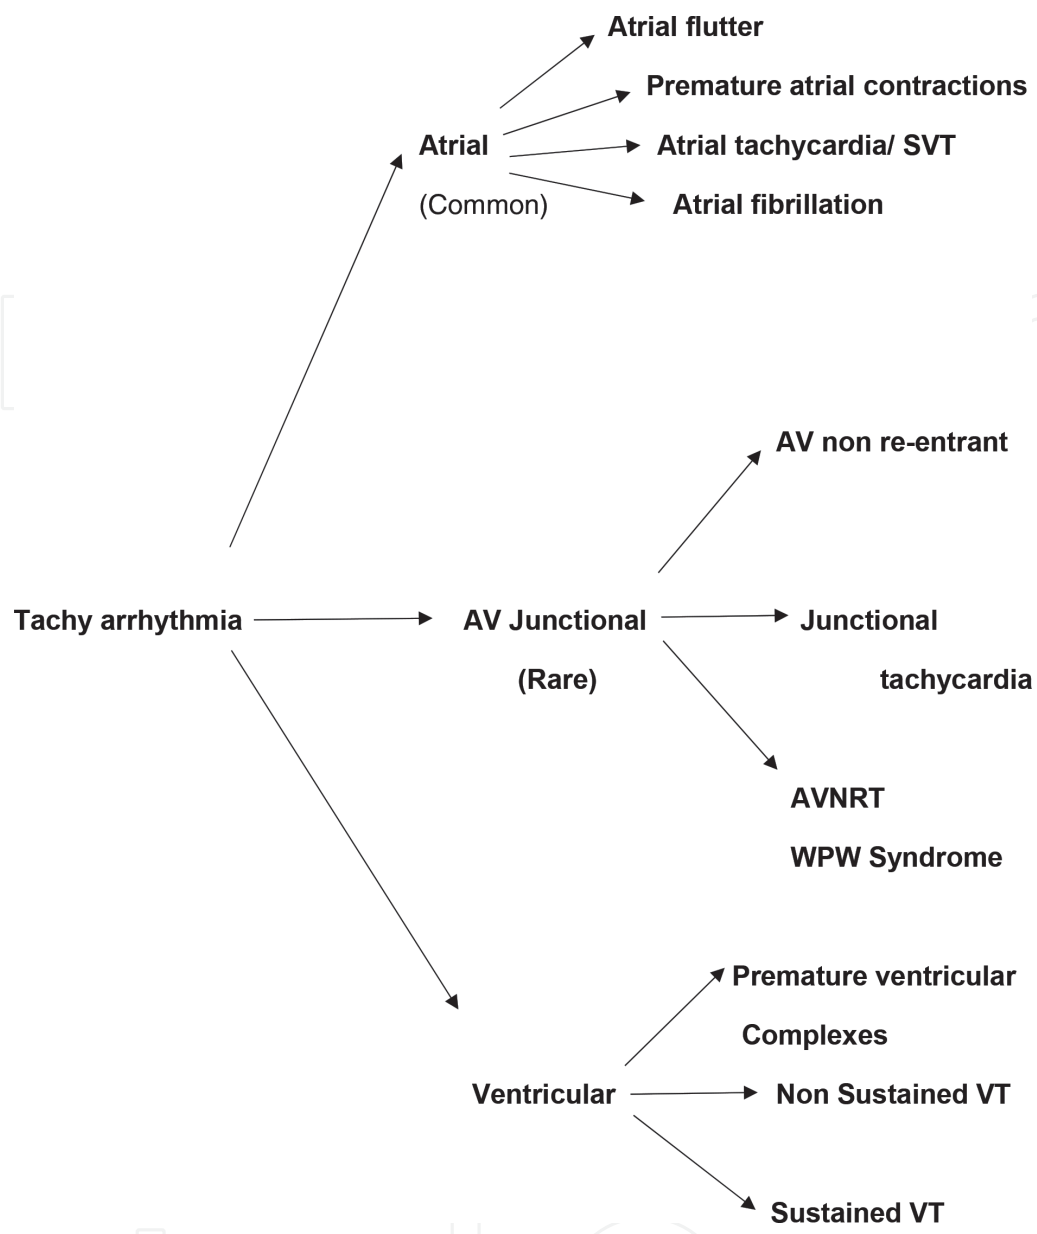 Atrial flutter
Premature atrial contractions
Atrial
Atrial tachycardia/ SVT
(Common)
Atrial fibrillation
AV non re-entrant
Tachy arrhythmia
AV Junctional
Junctional
(Rare)
tachycardia
AVNRT
WPW Syndrome
Premature ventricular
Complexes
Ventricular
Non Sustained VT
Sustained VT